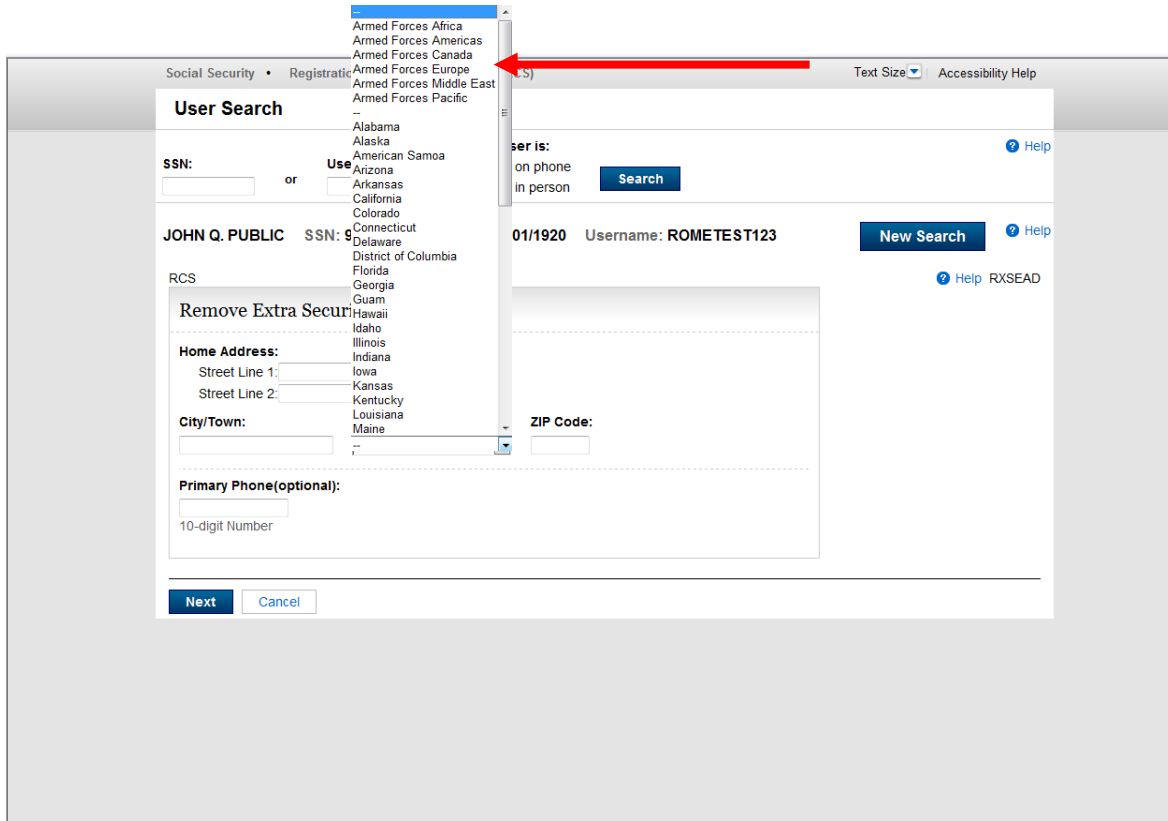 --
Armed Forces Africa
Armed Forces Americas
Armed Forces Canada
Armed Forces Europe
Armed Forces Middle East
Armed Forces Pacific
--
Alabama
Alaska
American Samoa
Arizona
Arkansas
California
Colorado
Connecticut
Delaware
District of Columbia
Florida
Georgia
Guam
Hawaii
Idaho
Illinois
Indiana
Iowa
Kansas
Kentucky
Louisiana
Maine
--
Social Security • Registratio CS) Text Size Accessibility Help
User Search
SSN: or Use ser is: Help
on phone
in person
Search
JOHN Q. PUBLIC SSN: 9 01/1920 Username: ROMETEST123 New Search Help
RCS Help RXSEAD
Remove Extra Securi
Home Address:
Street Line 1:
Street Line 2:
City/Town: ZIP Code:
Primary Phone(optional):
10-digit Number
Next Cancel